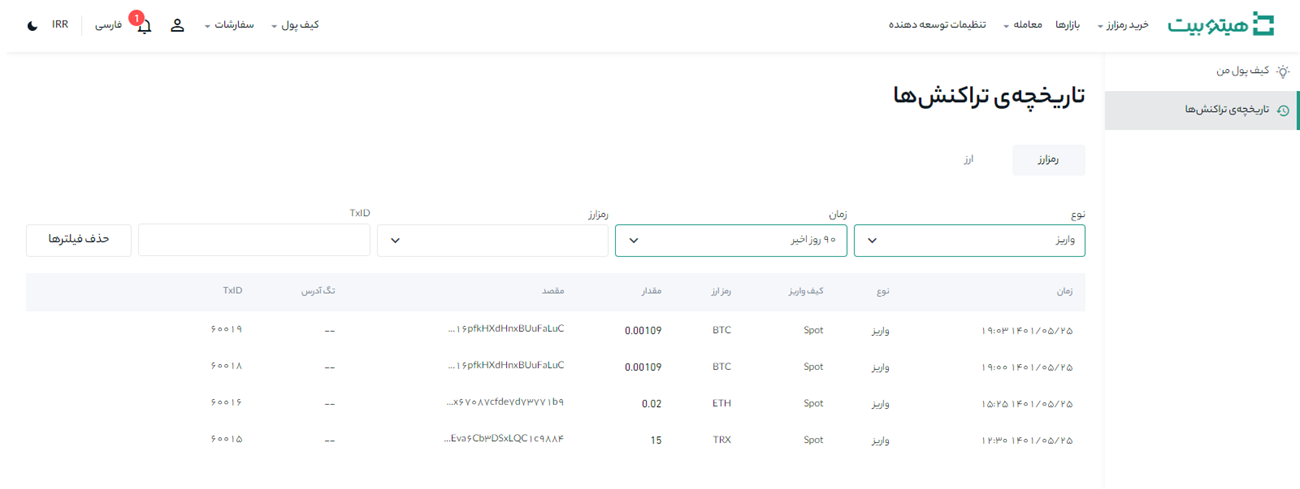 هیتوبیت خرید رمزارز بازارها معامله تنظیمات توسعه دهنده کیف پول سفارشات 1 فارسی IRR
کیف پول من
تاریخچه‌ی تراکنش‌ها
تاریخچه‌ی تراکنش‌ها
رمزارز ارز
نوع زمان رمزارز TxID
واریز ۹۰ روز اخیر حذف فیلترها
زمان نوع کیف واریز رمز ارز مقدار مقصد تگ آدرس TxID
۱۴۰۱/۰۵/۲۵ ۱۹:۰۳ واریز Spot BTC 0.00109 ...۱۶pfkHXdHnxBUuFaLuC -- ۶۰۰۱۹
۱۴۰۱/۰۵/۲۵ ۱۹:۰۰ واریز Spot BTC 0.00109 ...۱۶pfkHXdHnxBUuFaLuC -- ۶۰۰۱۸
۱۴۰۱/۰۵/۲۵ ۱۵:۲۵ واریز Spot ETH 0.02 ...x۶۷۰۸۷cfde۷d۷۳۷۷۱b۹ -- ۶۰۰۱۶
۱۴۰۱/۰۵/۲۵ ۱۲:۳۰ واریز Spot TRX 15 ...Eva۶Cb۳DSxLQC۱c۹۸۸۴ -- ۶۰۰۱۵